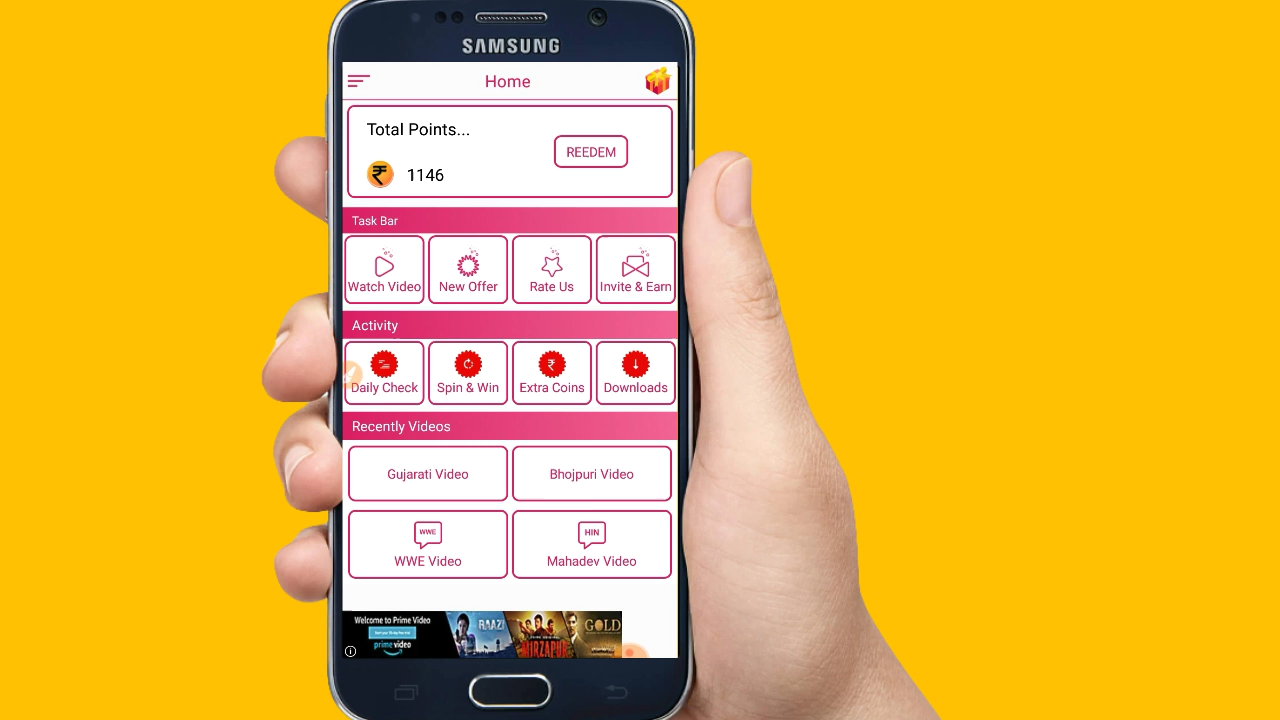 SAMSUNG
Home
Total Points...
REEDEM
₹ 1146
Task Bar
Watch Video
New Offer
Rate Us
Invite & Earn
Activity
₹
Daily Check
Spin & Win
Extra Coins
Downloads
Recently Videos
Gujarati Video
Bhojpuri Video
WWE
HIN
WWE Video
Mahadev Video
Welcome to Prime Video
prime video
RAAZI
MIRZAPUR
GOLD